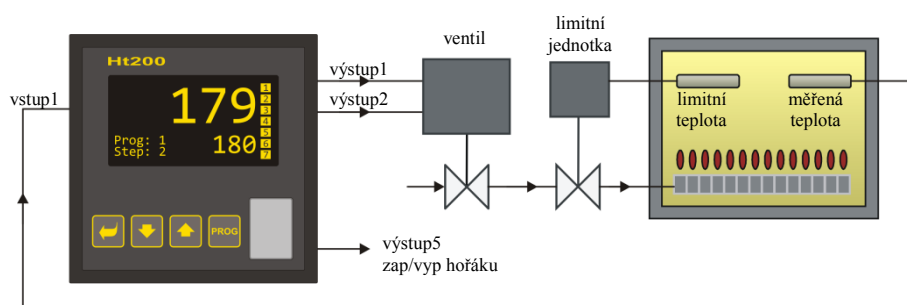 Ht200
179
180
Prog: 1
Step: 2
1
2
3
4
5
6
7
PROG
vstup1
výstup1
výstup2
výstup5
zap/vyp hořáku
ventil
limitní
jednotka
limitní
teplota
měřená
teplota